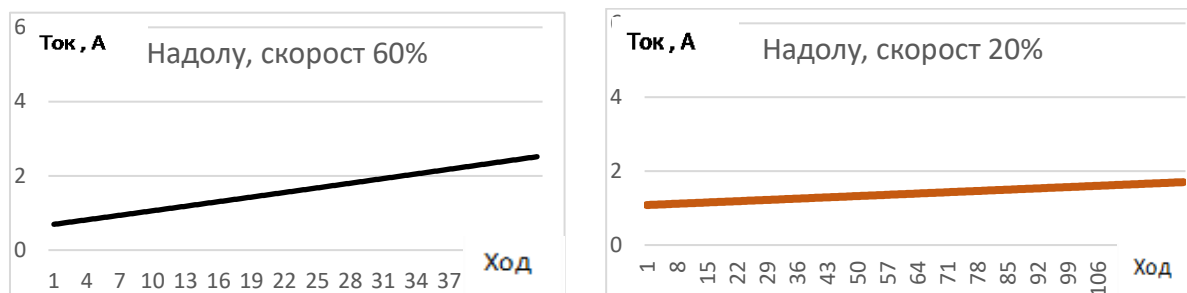 6
Ток , А
Надолу, скорост 60%
4
2
0
1 4 7 10 13 16 19 22 25 28 31 34 37
Ход
Ток , А
Надолу, скорост 20%
4
2
0
1 8 15 22 29 36 43 50 57 64 71 78 85 92 99 106
Ход